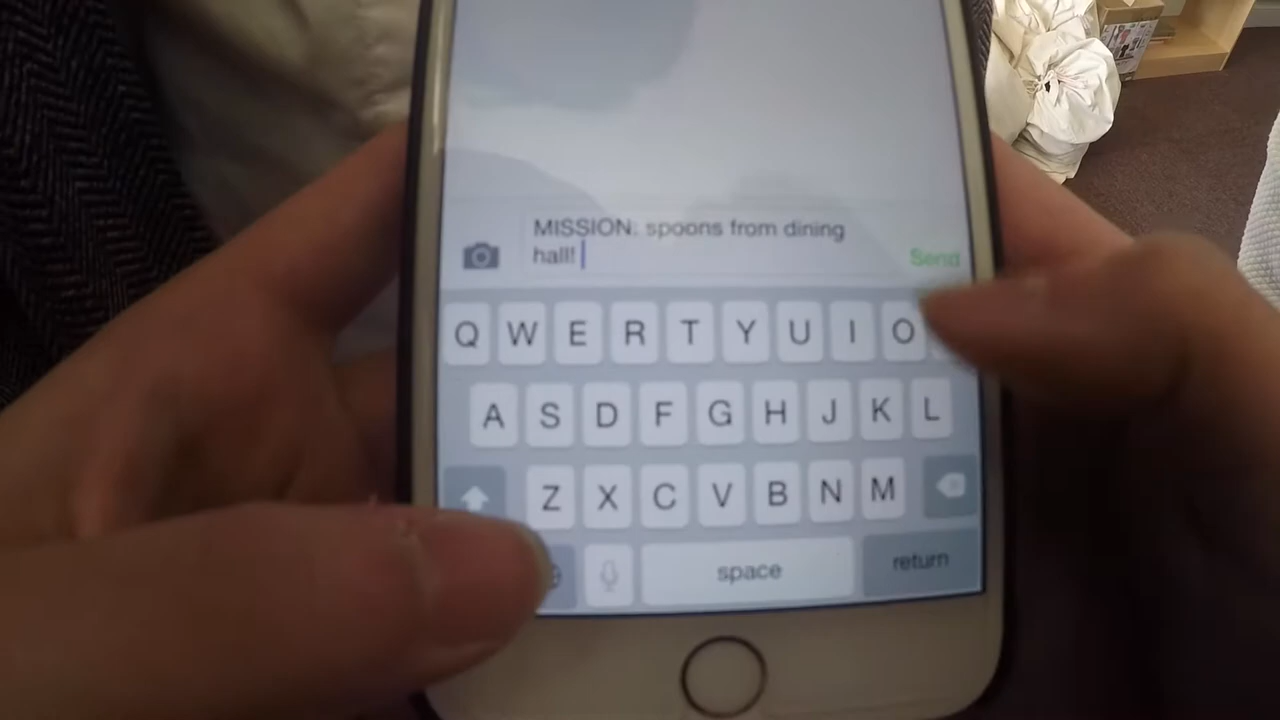 MISSION: spoons from dining
hall!
Send
Q W E R T Y U I O
A S D F G H J K L
Z X C V B N M
space
return